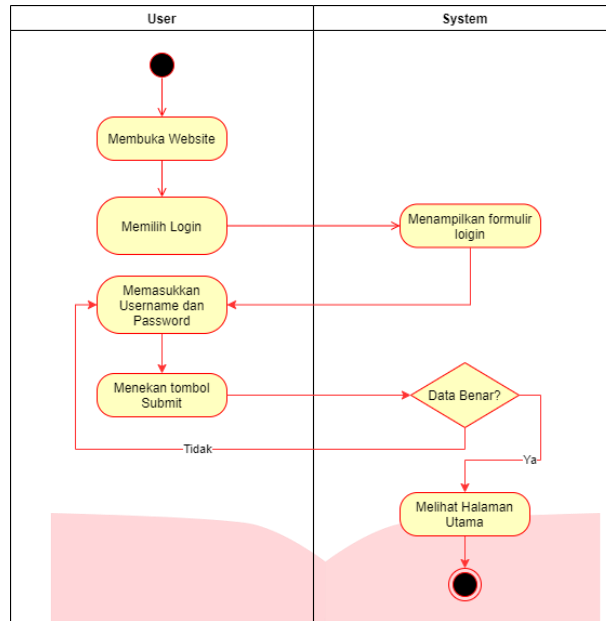 User
System
Membuka Website
Memilih Login
Menampilkan formulir
loigin
Memasukkan
Username dan
Password
Menekan tombol
Submit
Data Benar?
Tidak
Ya
Melihat Halaman
Utama